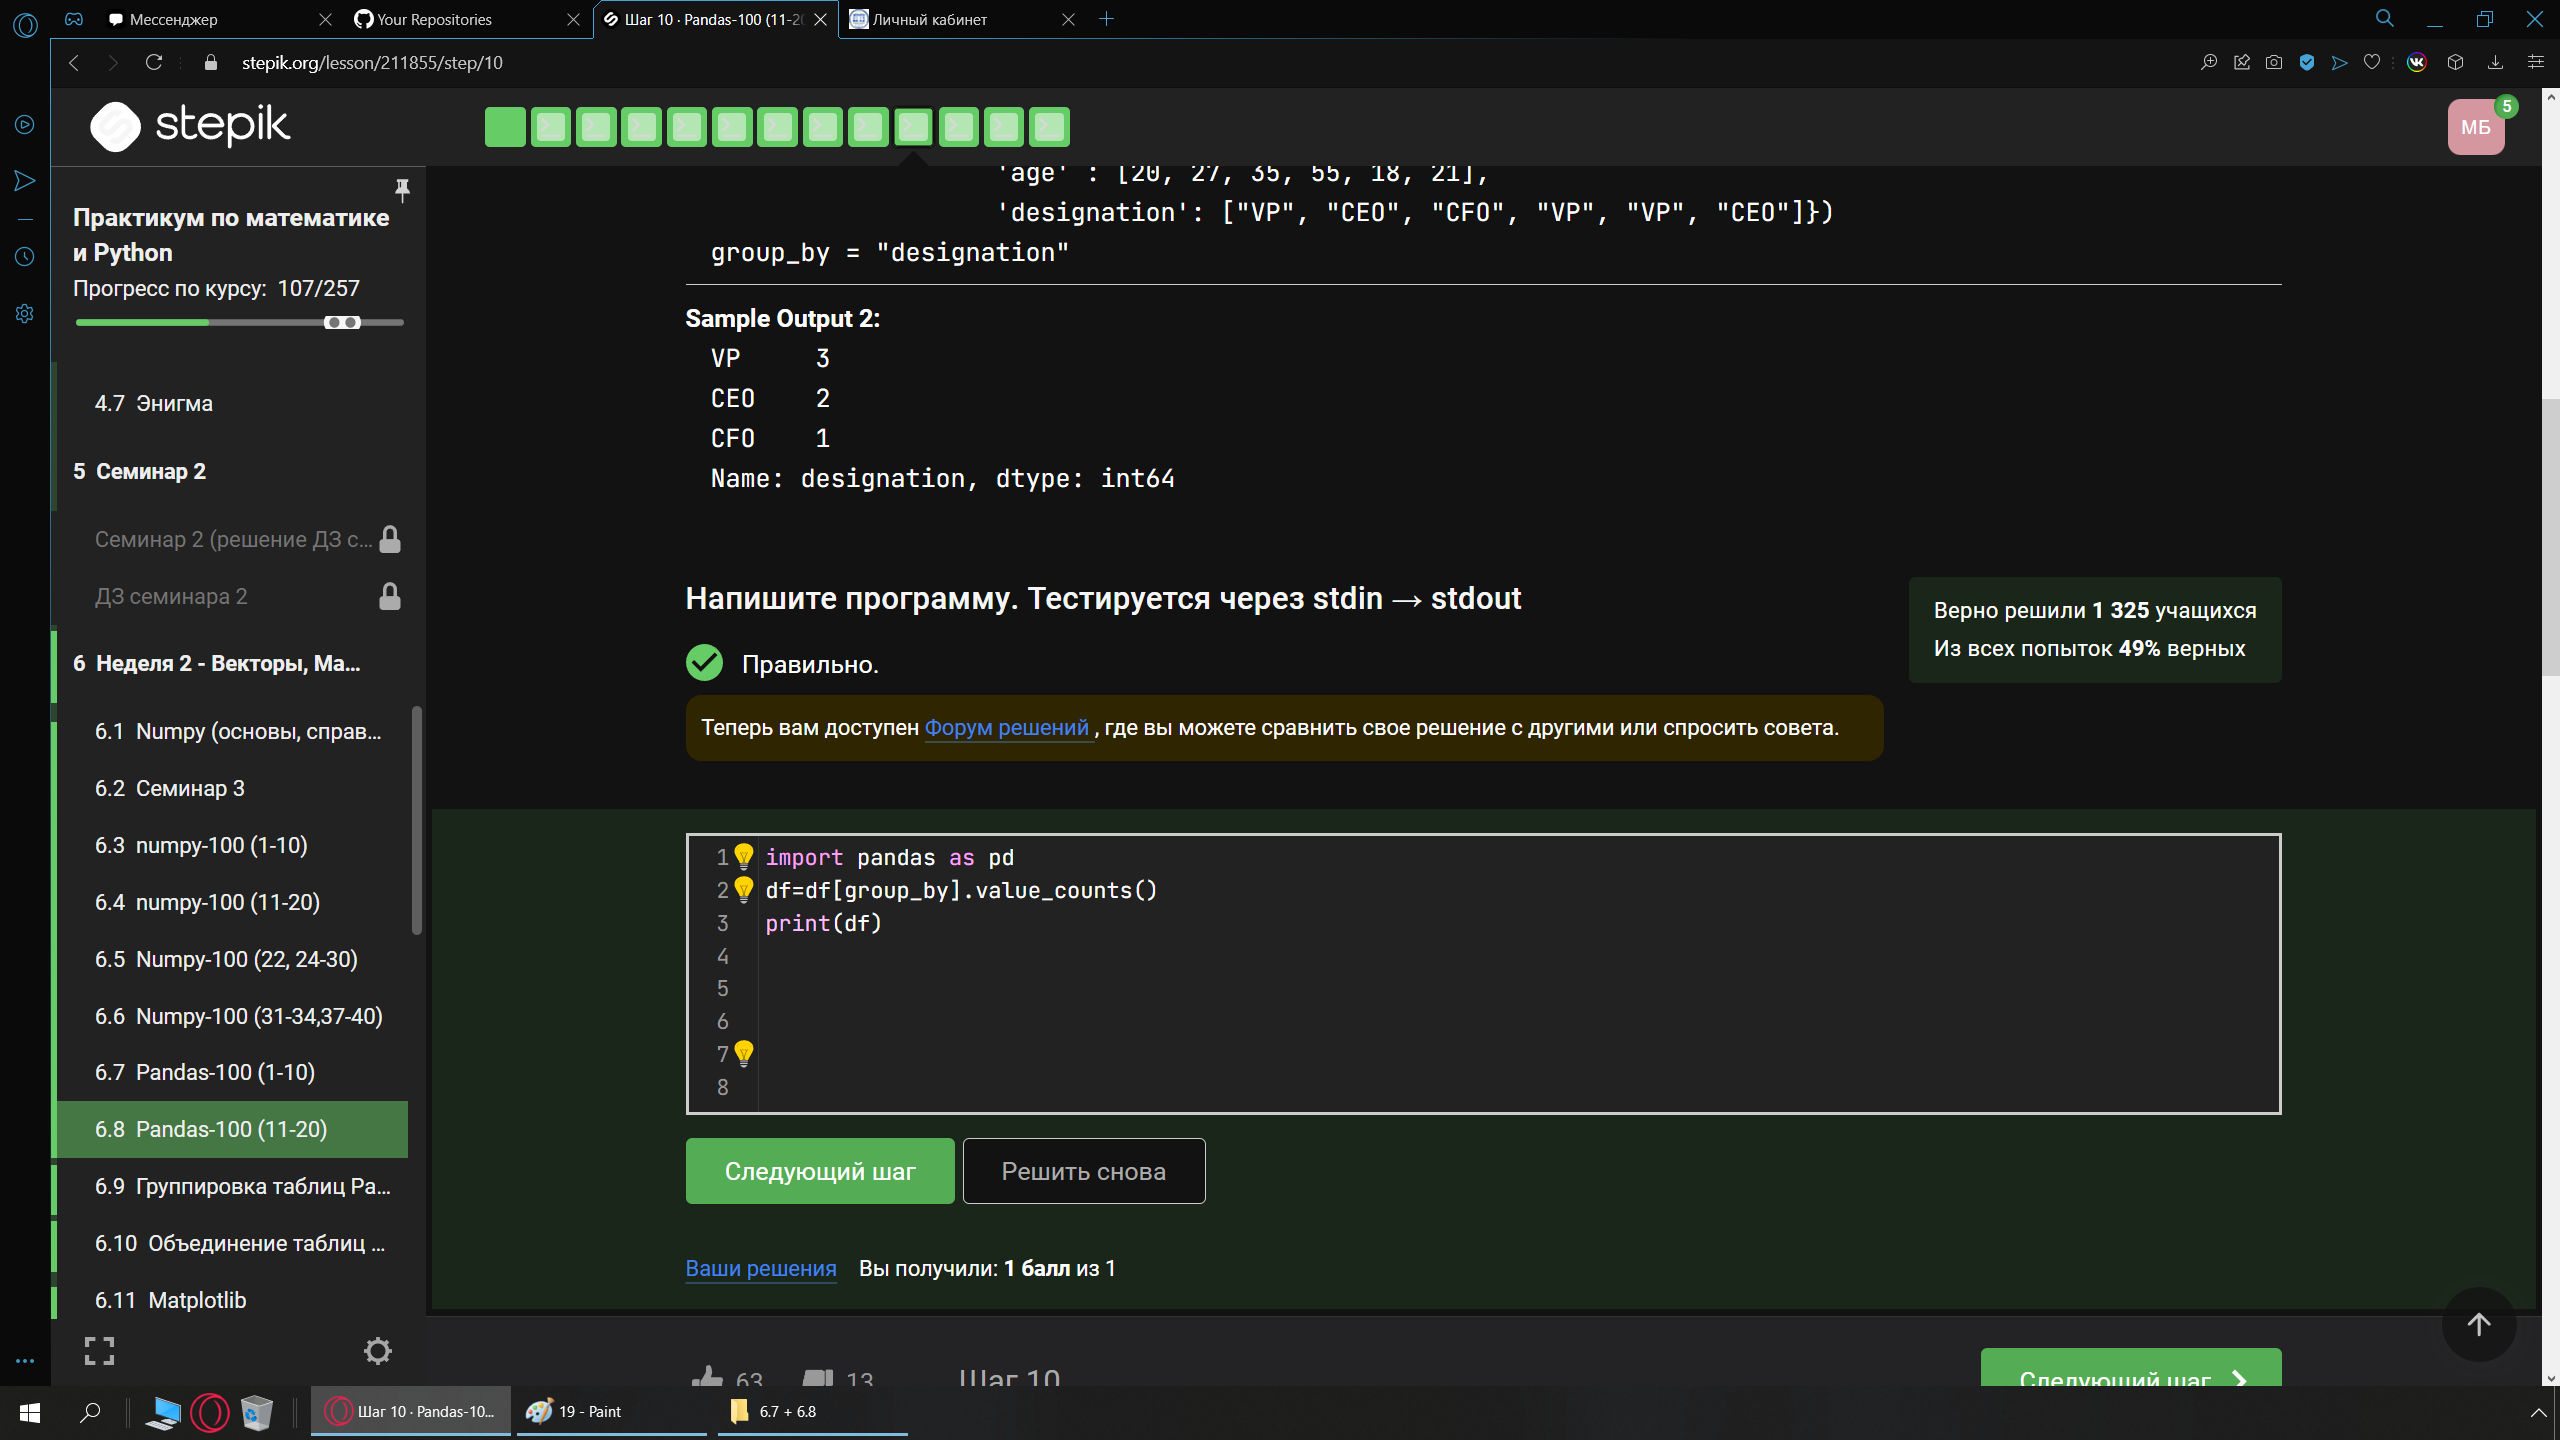 Мессенджер
Your Repositories
Шаг 10 · Pandas-100 (11-20
Личный кабинет
stepik.org/lesson/211855/step/10
stepik
МБ
5
Практикум по математике
и Python
Прогресс по курсу: 107/257
4.7 Энигма
5 Семинар 2
Семинар 2 (решение ДЗ с...
ДЗ семинара 2
6 Неделя 2 - Векторы, Ма...
6.1 Numpy (основы, справ...
6.2 Семинар 3
6.3 numpy-100 (1-10)
6.4 numpy-100 (11-20)
6.5 Numpy-100 (22, 24-30)
6.6 Numpy-100 (31-34,37-40)
6.7 Pandas-100 (1-10)
6.8 Pandas-100 (11-20)
6.9 Группировка таблиц Pa...
6.10 Объединение таблиц ...
6.11 Matplotlib
'age' : [20, 27, 35, 55, 18, 21],
'designation': ["VP", "CEO", "CFO", "VP", "VP", "CEO"]})
group_by = "designation"
Sample Output 2:
VP 3
CEO 2
CFO 1
Name: designation, dtype: int64
Напишите программу. Тестируется через stdin → stdout
Верно решили 1 325 учащихся
Из всех попыток 49% верных
Правильно.
Теперь вам доступен Форум решений , где вы можете сравнить свое решение с другими или спросить совета.
1 import pandas as pd
2 df=df[group_by].value_counts()
3 print(df)
4
5
6
7
8
Следующий шаг
Решить снова
Ваши решения Вы получили: 1 балл из 1
63
13
Шаг 10
Следующий шаг
Шаг 10 · Pandas-10...
19 - Paint
6.7 + 6.8